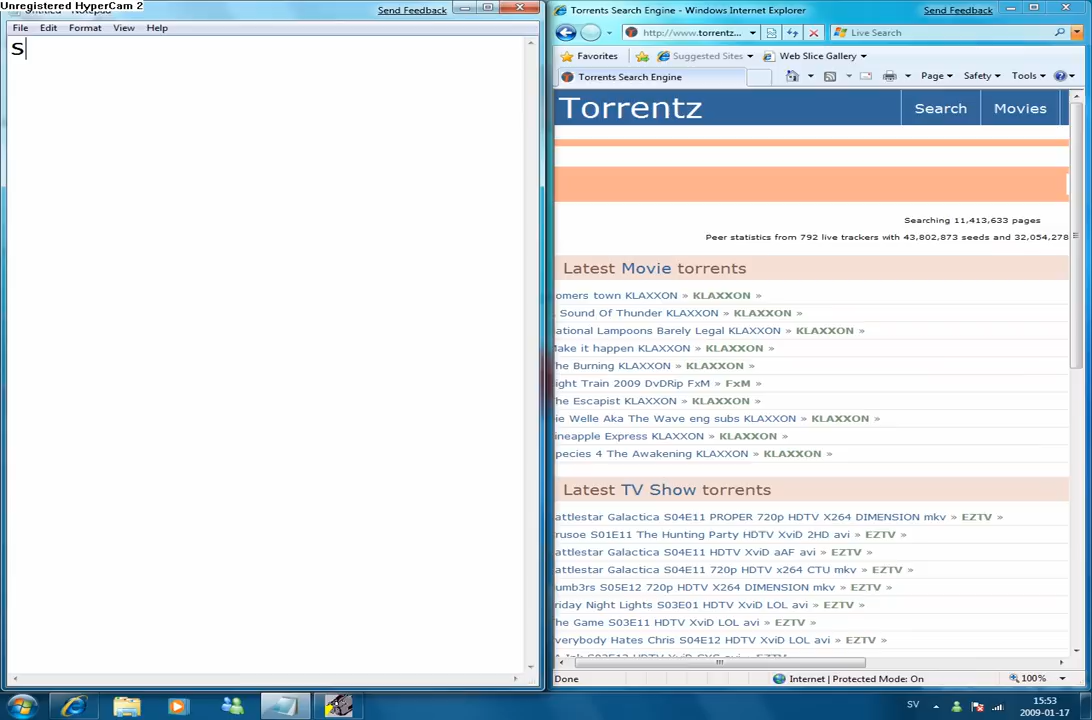 Unregistered HyperCam 2
Send Feedback
File Edit Format View Help
S
Torrents Search Engine - Windows Internet Explorer
Send Feedback
http://www.torrentz...
Live Search
Favorites
Suggested Sites
Web Slice Gallery
Torrents Search Engine
Page Safety Tools
Torrentz
Search Movies
Searching 11,413,633 pages
Peer statistics from 792 live trackers with 43,802,873 seeds and 32,054,278
Latest Movie torrents
omers town KLAXXON » KLAXXON »
Sound Of Thunder KLAXXON » KLAXXON »
ational Lampoons Barely Legal KLAXXON » KLAXXON »
Make it happen KLAXXON » KLAXXON »
he Burning KLAXXON » KLAXXON »
ight Train 2009 DvDRip FxM » FxM »
he Escapist KLAXXON » KLAXXON »
ie Welle Aka The Wave eng subs KLAXXON » KLAXXON »
ineapple Express KLAXXON » KLAXXON »
pecies 4 The Awakening KLAXXON » KLAXXON »
Latest TV Show torrents
attlestar Galactica S04E11 PROPER 720p HDTV X264 DIMENSION mkv » EZTV »
rusoe S01E11 The Hunting Party HDTV XviD 2HD avi » EZTV »
attlestar Galactica S04E11 HDTV XviD aAF avi » EZTV »
attlestar Galactica S04E11 720p HDTV x264 CTU mkv » EZTV »
umb3rs S05E12 720p HDTV X264 DIMENSION mkv » EZTV »
riday Night Lights S03E01 HDTV XviD LOL avi » EZTV »
he Game S03E11 HDTV XviD LOL avi » EZTV »
verybody Hates Chris S04E12 HDTV XviD LOL avi » EZTV »
Done
Internet | Protected Mode: On
100%
SV
15:53
2009-01-17